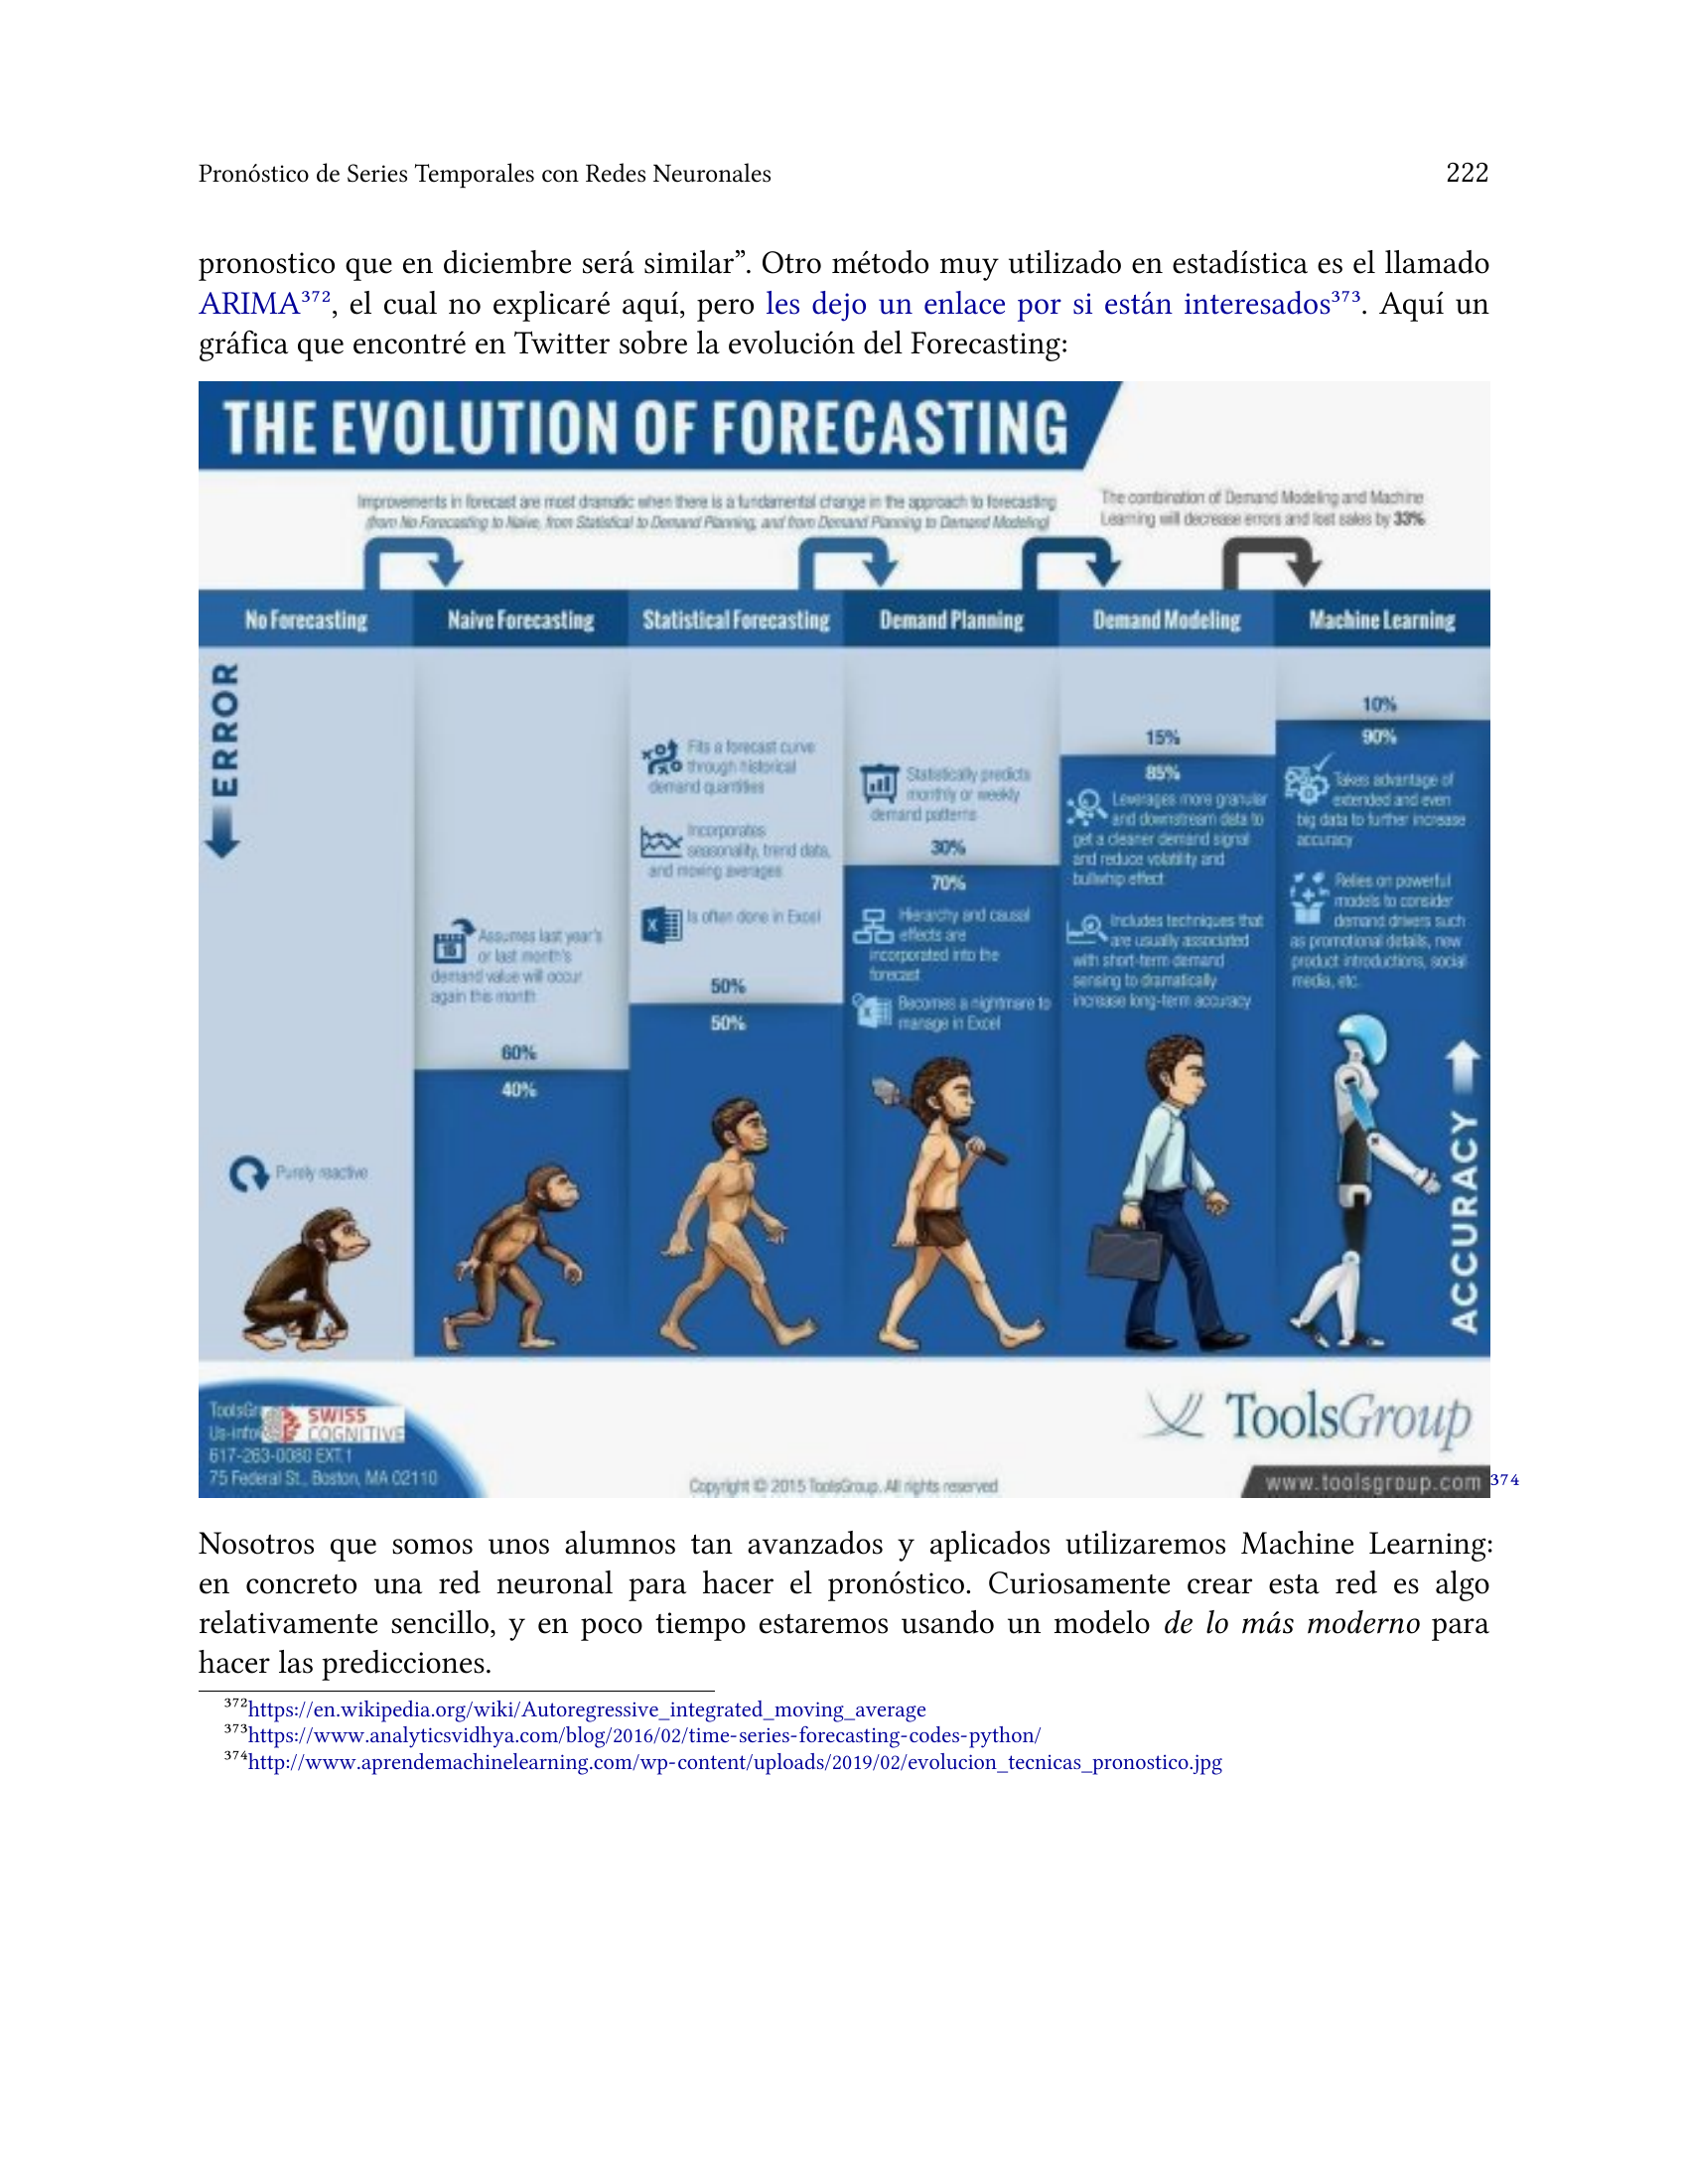 Pronóstico de Series Temporales con Redes Neuronales 222
pronostico que en diciembre será similar”. Otro método muy utilizado en estadística es el llamado
ARIMA³⁷², el cual no explicaré aquí, pero les dejo un enlace por si están interesados³⁷³. Aquí un
gráfica que encontré en Twitter sobre la evolución del Forecasting:
THE EVOLUTION OF FORECASTING
Improvements in forecast are most dramatic when there is a fundamental change in the approach to forecasting
(from No Forecasting to Naive, from Statistical to Demand Planning, and from Demand Planning to Demand Modeling)
The combination of Demand Modeling and Machine
Learning will decrease errors and lost sales by 33%
No Forecasting
Naive Forecasting
Statistical Forecasting
Demand Planning
Demand Modeling
Machine Learning
ERROR
Purely reactive
Assumes last year's
or last month's
demand value will occur
again this month
60%
40%
Fits a forecast curve
through historical
demand quantities
Incorporates
seasonality, trend data,
and moving averages
Is often done in Excel
50%
50%
Statistically predicts
monthly or weekly
demand patterns
30%
70%
Hierarchy and causal
effects are
incorporated into the
forecast
Becomes a nightmare to
manage in Excel
15%
85%
Leverages more granular
and downstream data to
get a cleaner demand signal
and reduce volatility and
bullwhip effect
Includes techniques that
are usually associated
with short-term demand
sensing to dramatically
increase long-term accuracy
10%
90%
Takes advantage of
extended and even
big data to further increase
accuracy
Relies on powerful
models to consider
demand drivers such
as promotional details, new
product introductions, social
media, etc.
ACCURACY
ToolsGr
Us-info
SWISS
COGNITIVE
617-263-0080 EXT.1
75 Federal St., Boston, MA 02110
Copyright © 2015 ToolsGroup. All rights reserved
ToolsGroup
www.toolsgroup.com ³⁷⁴
Nosotros que somos unos alumnos tan avanzados y aplicados utilizaremos Machine Learning:
en concreto una red neuronal para hacer el pronóstico. Curiosamente crear esta red es algo
relativamente sencillo, y en poco tiempo estaremos usando un modelo de lo más moderno para
hacer las predicciones.
³⁷²https://en.wikipedia.org/wiki/Autoregressive_integrated_moving_average
³⁷³https://www.analyticsvidhya.com/blog/2016/02/time-series-forecasting-codes-python/
³⁷⁴http://www.aprendemachinelearning.com/wp-content/uploads/2019/02/evolucion_tecnicas_pronostico.jpg